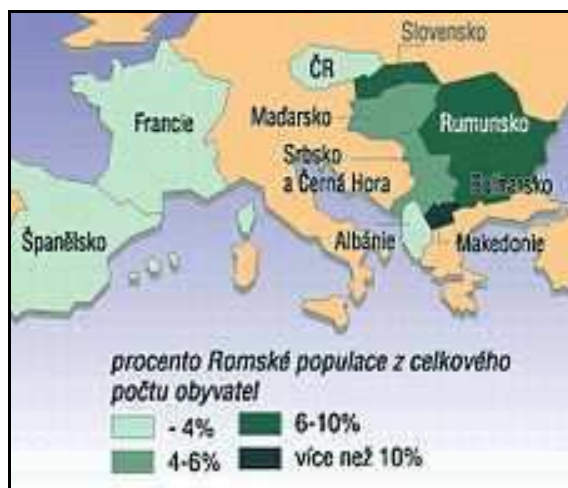 Slovensko
ČR
Francie
Maďarsko
Rumunsko
Srbsko
a Černá Hora
Bulharsko
Španělsko
Albánie
Makedonie
procento Romské populace z celkového
počtu obyvatel
- 4%
6-10%
4-6%
více než 10%